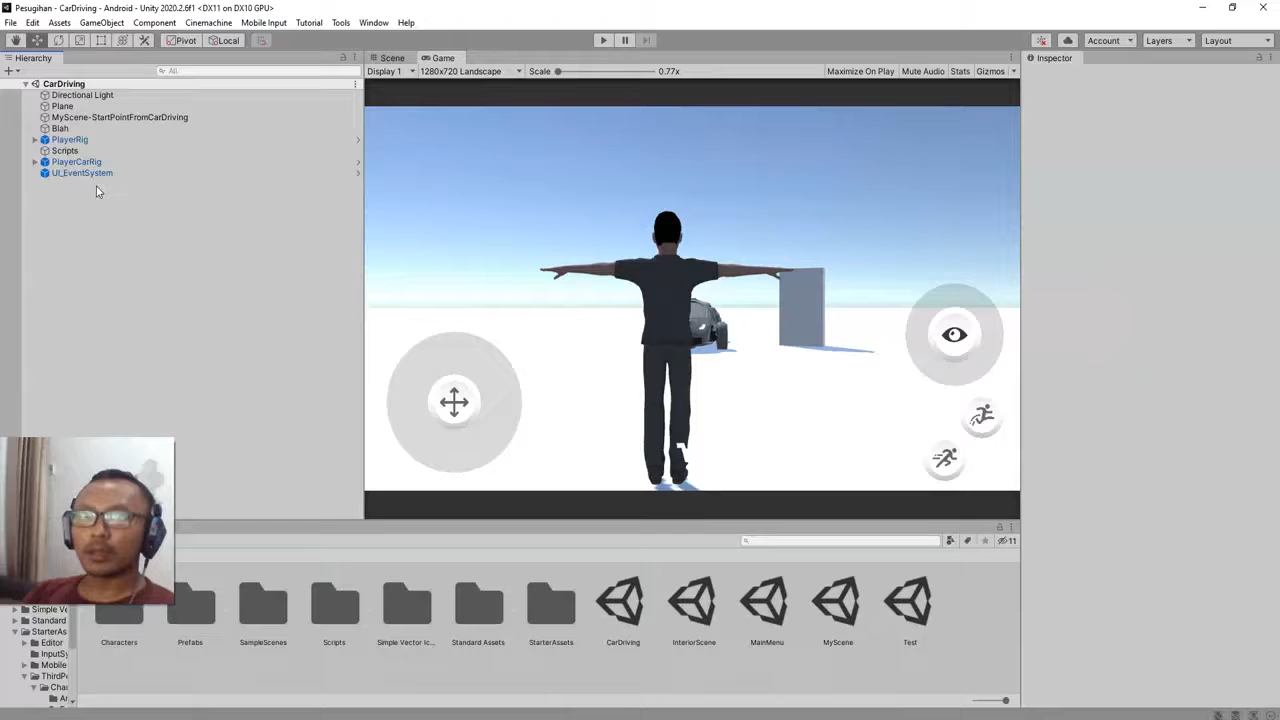 Pesugihan - CarDriving - Android - Unity 2020.2.6f1 <DX11 on DX10 GPU>
File Edit Assets GameObject Component Cinemachine Mobile Input Tutorial Tools Window Help
Pivot Local Account Layers Layout
Hierarchy Scene Game Inspector
All Display 1 1280x720 Landscape Scale 0.77x Maximize On Play Mute Audio Stats Gizmos
CarDriving
Directional Light
Plane
MyScene-StartPointFromCarDriving
Blah
PlayerRig
Scripts
PlayerCarRig
UI_EventSystem
11
Simple Ve
Standard
StarterAs
Editor
InputSy
Mobile
ThirdPe
Char
Ar
Characters Prefabs SampleScenes Scripts Simple Vector Ic... Standard Assets StarterAssets CarDriving InteriorScene MainMenu MyScene Test